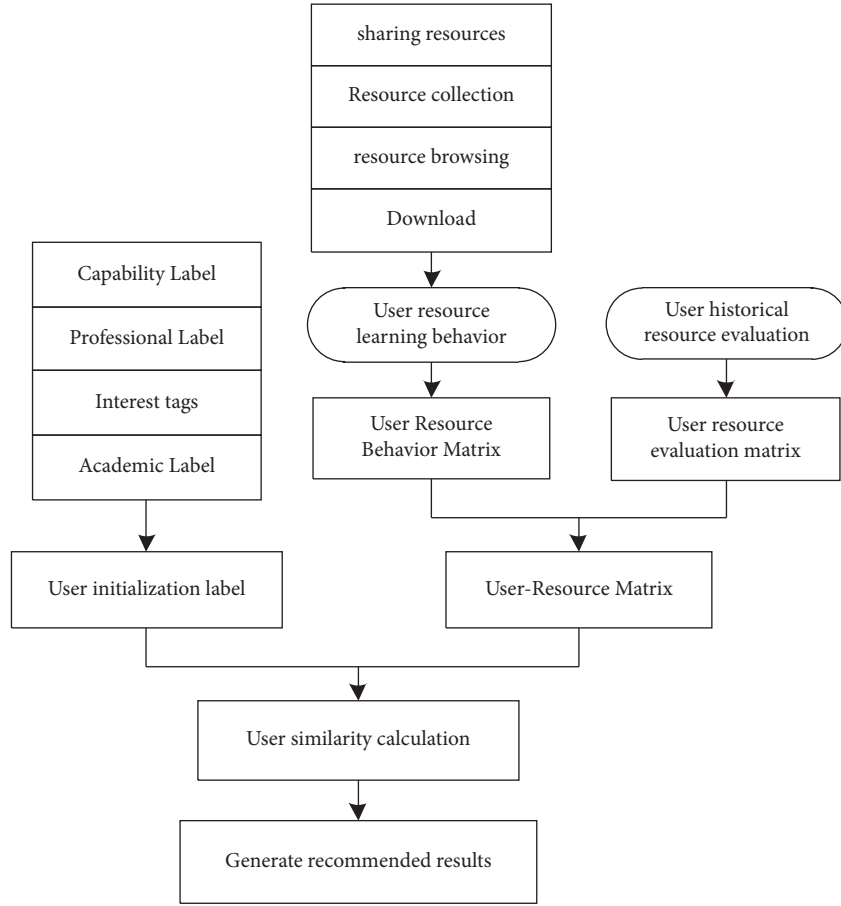 sharing resources
Resource collection
resource browsing
Download
Capability Label
Professional Label
Interest tags
Academic Label
User resource
learning behavior
User historical
resource evaluation
User Resource
Behavior Matrix
User resource
evaluation matrix
User initialization label
User-Resource Matrix
User similarity calculation
Generate recommended results